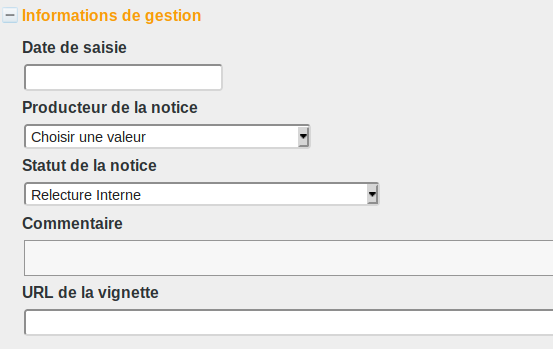 Informations de gestion
Date de saisie
Producteur de la notice
Choisir une valeur
Statut de la notice
Relecture Interne
Commentaire
URL de la vignette